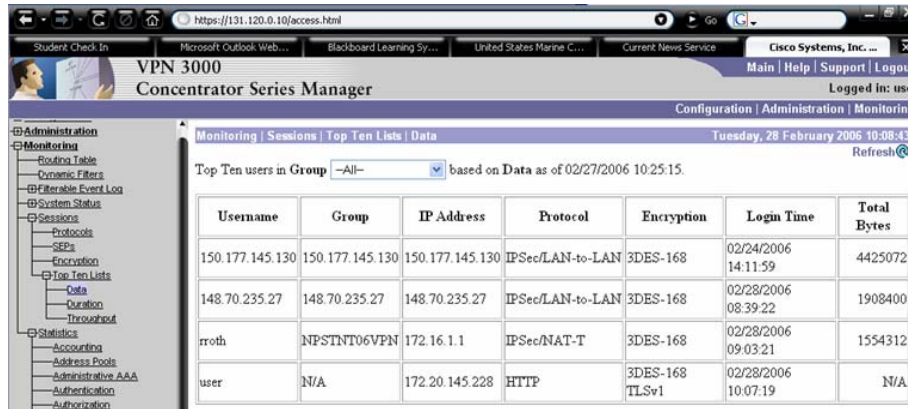 https://131.120.0.10/access.html
Go
Student Check In
Microsoft Outlook Web...
Blackboard Learning Sy...
United States Marine C...
Current News Service
Cisco Systems, Inc. ...
VPN 3000
Concentrator Series Manager
Main | Help | Support | Logou
Logged in: use
Configuration | Administration | Monitorin
Administration
Monitoring
Routing Table
Dynamic Filters
Filterable Event Log
System Status
Sessions
Protocols
SEPs
Encryption
Top Ten Lists
Data
Duration
Throughput
Statistics
Accounting
Address Pools
Administrative AAA
Authentication
Authorization
Monitoring | Sessions | Top Ten Lists | Data
Tuesday, 28 February 2006 10:08:43
Refresh
Top Ten users in Group --All-- based on Data as of 02/27/2006 10:25:15.
Username Group IP Address Protocol Encryption Login Time Total Bytes
150.177.145.130 150.177.145.130 150.177.145.130 IPSec/LAN-to-LAN 3DES-168 02/24/2006 14:11:59 4425072
148.70.235.27 148.70.235.27 148.70.235.27 IPSec/LAN-to-LAN 3DES-168 02/28/2006 08:39:22 1908400
rroth NPSTNT06VPN 172.16.1.1 IPSec/NAT-T 3DES-168 02/28/2006 09:03:21 1554312
user N/A 172.20.145.228 HTTP 3DES-168 TLSv1 02/28/2006 10:07:19 N/A